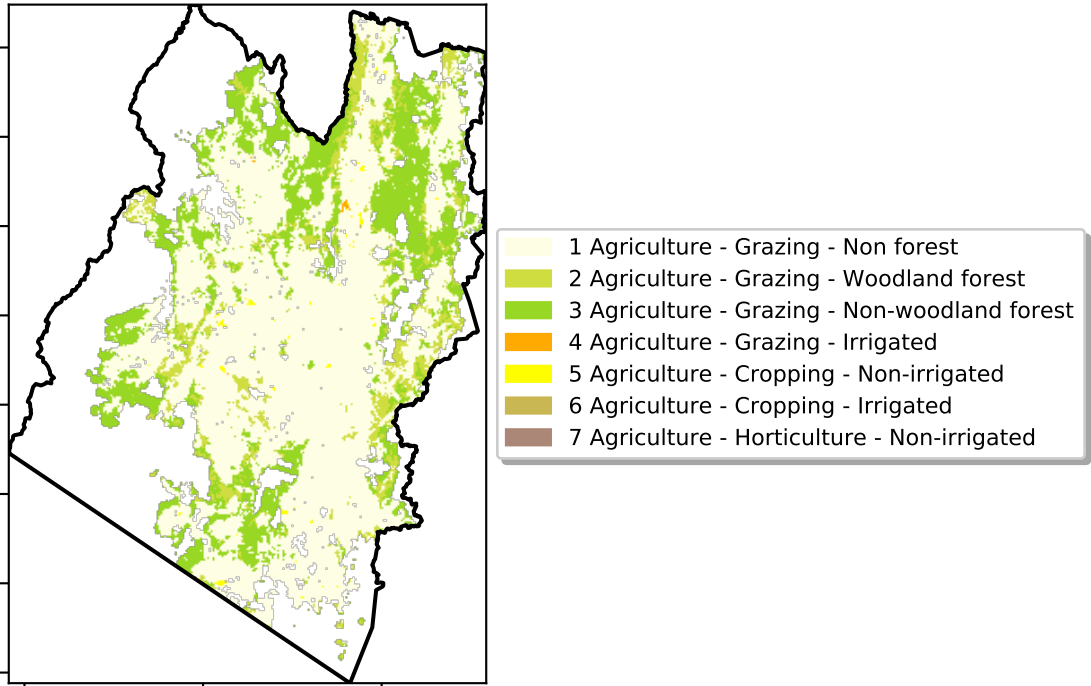 1 Agriculture - Grazing - Non forest
2 Agriculture - Grazing - Woodland forest
3 Agriculture - Grazing - Non-woodland forest
4 Agriculture - Grazing - Irrigated
5 Agriculture - Cropping - Non-irrigated
6 Agriculture - Cropping - Irrigated
7 Agriculture - Horticulture - Non-irrigated